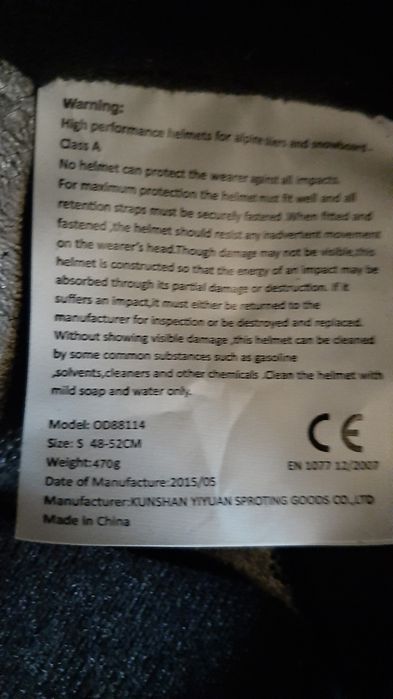 Warning:
High performance helmets for alpine skiers and snowboard-
Class A
No helmet can protect the wearer aginst all impacts.
For maximum protection the helmet must fit well and all
retention straps must be securely fastened .When fitted and
fastened ,the helmet should resist any inadvertent movement
on the wearer's head.Though damage may not be visible,this
helmet is constructed so that the energy of an impact may be
absorbed through its partial damage or destruction. If it
suffers an impact,it must either be returned to the
manufacturer for inspection or be destroyed and replaced.
Without showing visible damage ,this helmet can be cleaned
by some common substances such as gasoline
,solvents,cleaners and other chemicals .Clean the helmet with
mild soap and water only.
Model: OD88114
Size: S 48-52CM
Weight:470g
CE
EN 1077 12/2007
Date of Manufacture:2015/05
Manufacturer:KUNSHAN YIYUAN SPROTING GOODS CO.,LTD
Made in China